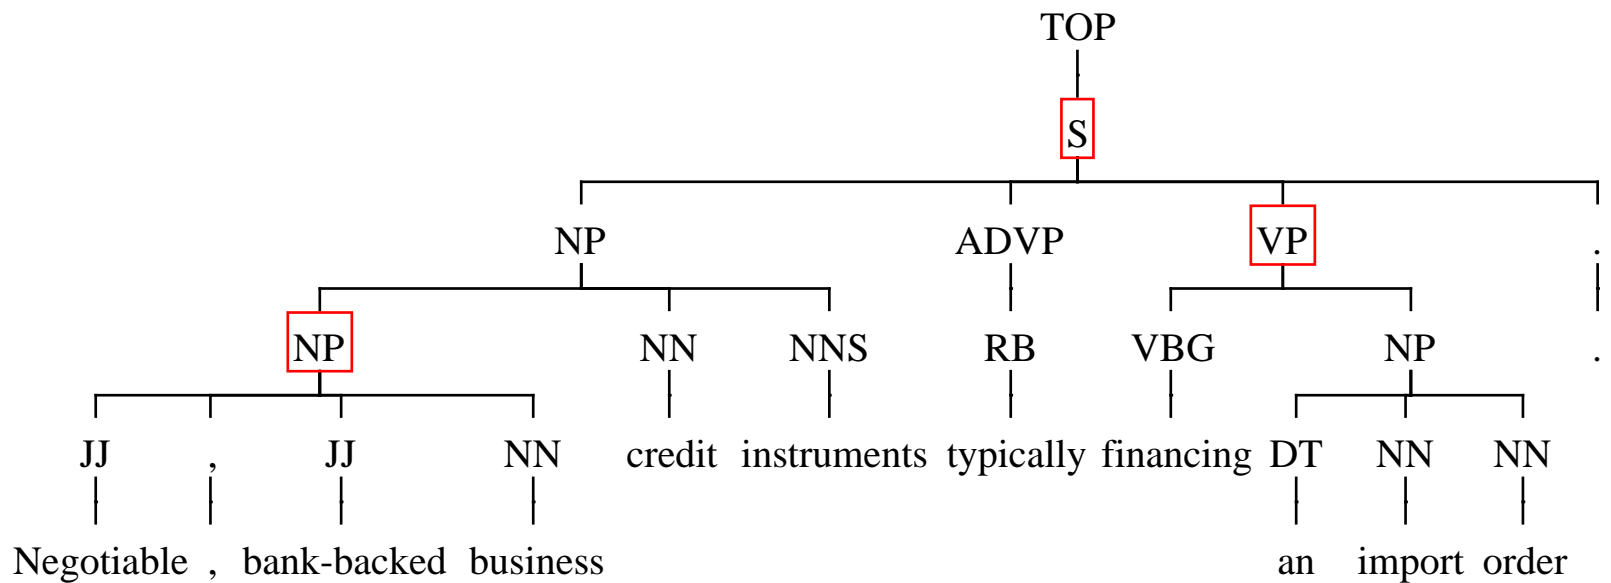 TOP
S
NP ADVP VP .
NP NN NNS RB VBG NP .
JJ , JJ NN credit instruments typically financing DT NN NN
Negotiable , bank-backed business an import order